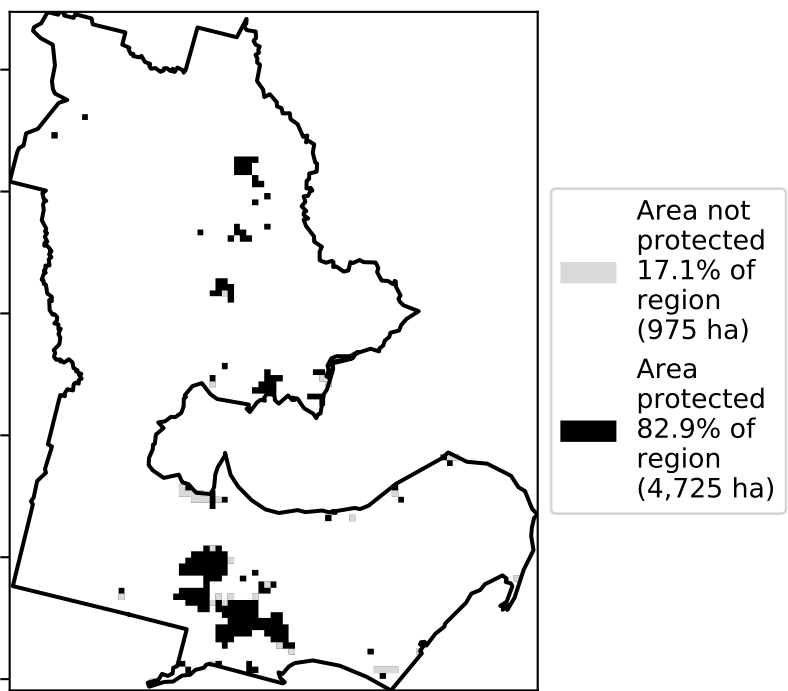 Area not
protected
17.1% of
region
(975 ha)
Area
protected
82.9% of
region
(4,725 ha)